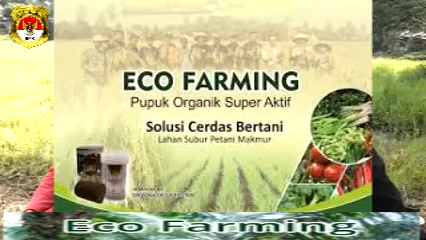 ECO FARMING
Pupuk Organik Super Aktif
Solusi Cerdas Bertani
Lahan Subur Petani Makmur
Eco Farming